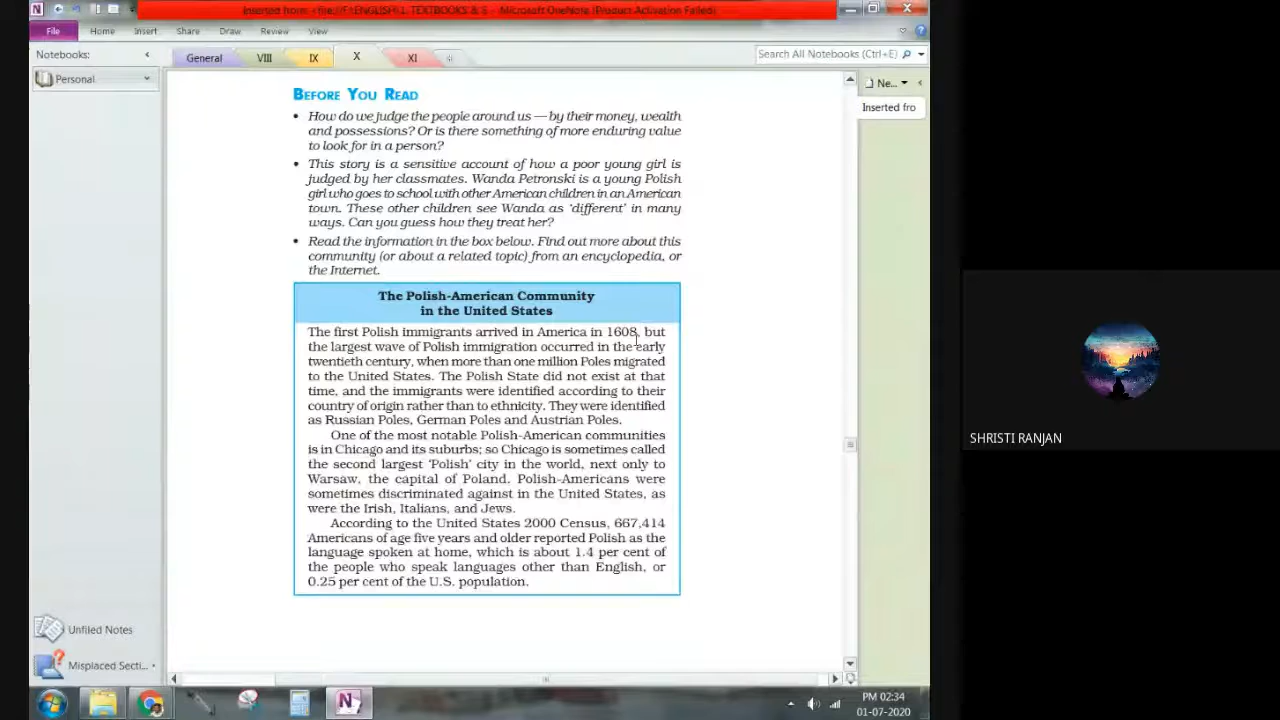 Inserted from: <file://F:\ENGLISH\1. TEXTBOOKS & S - Microsoft OneNote (Product Activation Failed)
File Home Insert Share Draw Review View
Notebooks:
General VIII IX X XI
Search All Notebooks (Ctrl+E)
Personal
Ne...
Inserted fro
BEFORE YOU READ
• How do we judge the people around us — by their money, wealth
and possessions? Or is there something of more enduring value
to look for in a person?
• This story is a sensitive account of how a poor young girl is
judged by her classmates. Wanda Petronski is a young Polish
girl who goes to school with other American children in an American
town. These other children see Wanda as 'different' in many
ways. Can you guess how they treat her?
• Read the information in the box below. Find out more about this
community (or about a related topic) from an encyclopedia, or
the Internet.
The Polish-American Community
in the United States
The first Polish immigrants arrived in America in 1608, but
the largest wave of Polish immigration occurred in the early
twentieth century, when more than one million Poles migrated
to the United States. The Polish State did not exist at that
time, and the immigrants were identified according to their
country of origin rather than to ethnicity. They were identified
as Russian Poles, German Poles and Austrian Poles.
One of the most notable Polish-American communities
is in Chicago and its suburbs; so Chicago is sometimes called
the second largest 'Polish' city in the world, next only to
Warsaw, the capital of Poland. Polish-Americans were
sometimes discriminated against in the United States, as
were the Irish, Italians, and Jews.
According to the United States 2000 Census, 667,414
Americans of age five years and older reported Polish as the
language spoken at home, which is about 1.4 per cent of
the people who speak languages other than English, or
0.25 per cent of the U.S. population.
Unfiled Notes
Misplaced Secti...
SHRISTI RANJAN
PM 02:34
01-07-2020